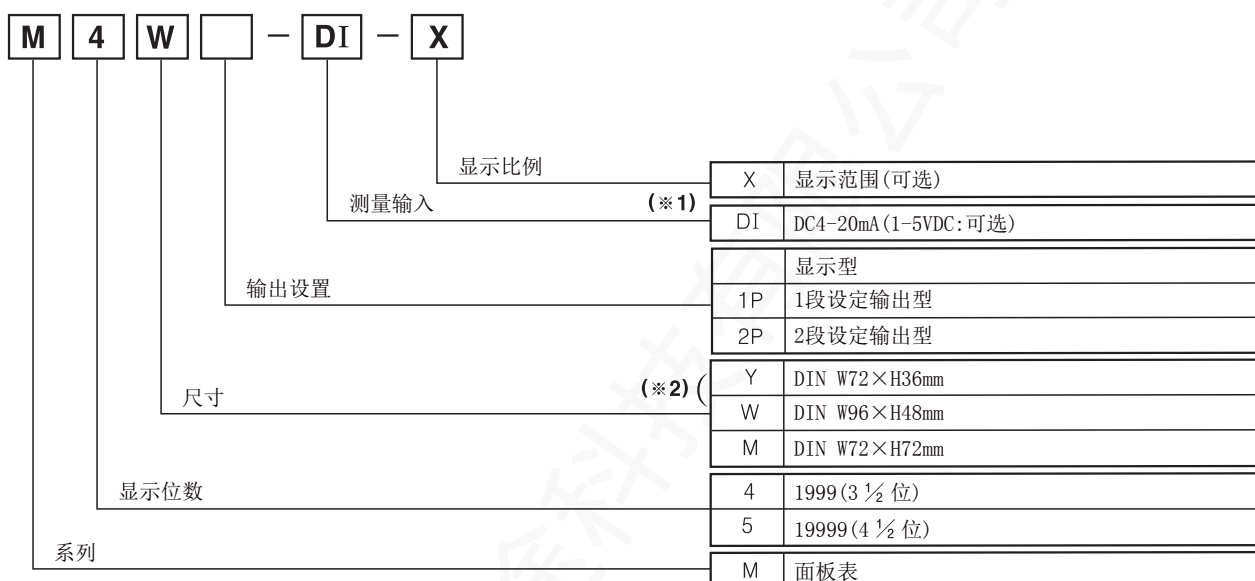 M 4 W - DI - X
显示比例
X 显示范围(可选)
测量输入 (※1)
DI DC4-20mA(1-5VDC:可选)
显示型
输出设置
1P 1段设定输出型
2P 2段设定输出型
尺寸 (※2) (
Y DIN W72×H36mm
W DIN W96×H48mm
M DIN W72×H72mm
显示位数
4 1999(3 ½ 位)
5 19999(4 ½ 位)
系列
M 面板表